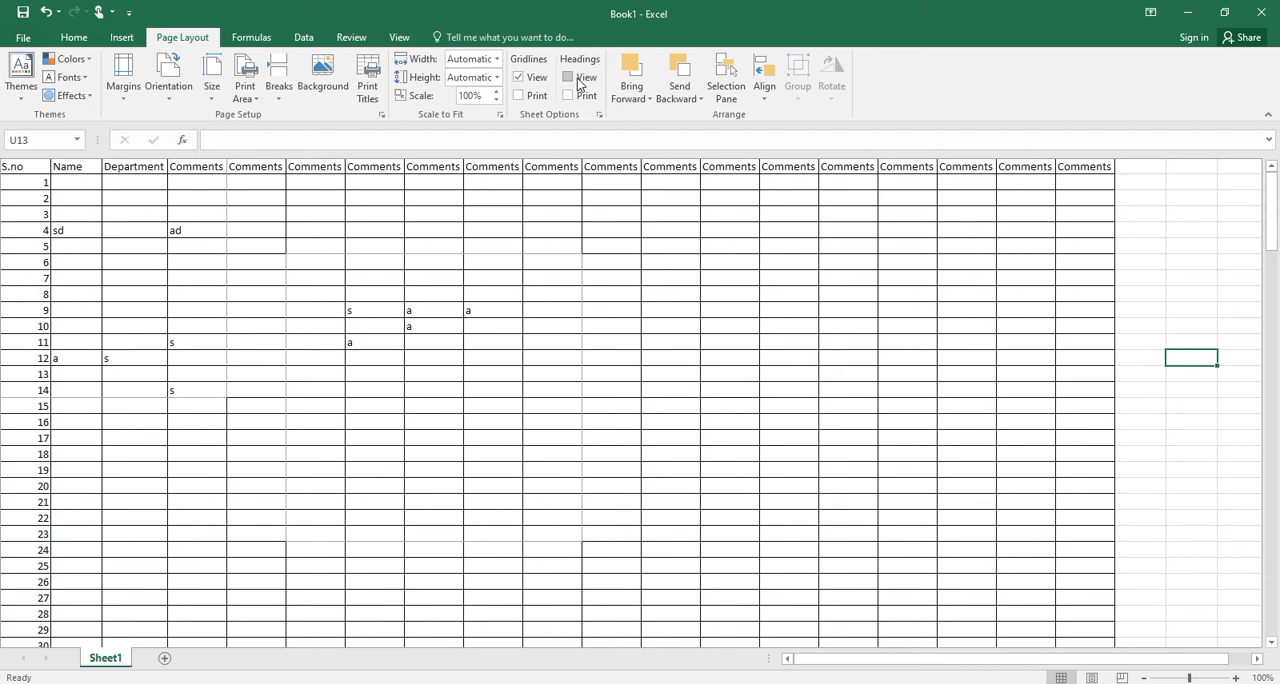 Book1 - Excel
File Home Insert Page Layout Formulas Data Review View Tell me what you want to do... Sign in Share
Themes Colors Fonts Effects Themes
Margins Orientation Size Print Area Breaks Background Print Titles Page Setup
Width: Automatic
Height: Automatic
Scale: 100%
Scale to Fit
Gridlines Headings
View View
Print Print
Sheet Options
Bring Forward Send Backward Selection Pane Align Group Rotate Arrange
U13 fx
S.no Name Department Comments Comments Comments Comments Comments Comments Comments Comments Comments Comments Comments Comments Comments Comments Comments Comments
1
2
3
4 sd ad
5
6
7
8
9 s a a
10 a
11 s a
12 a s
13
14 s
15
16
17
18
19
20
21
22
23
24
25
26
27
28
29
30
Sheet1
Ready 100%